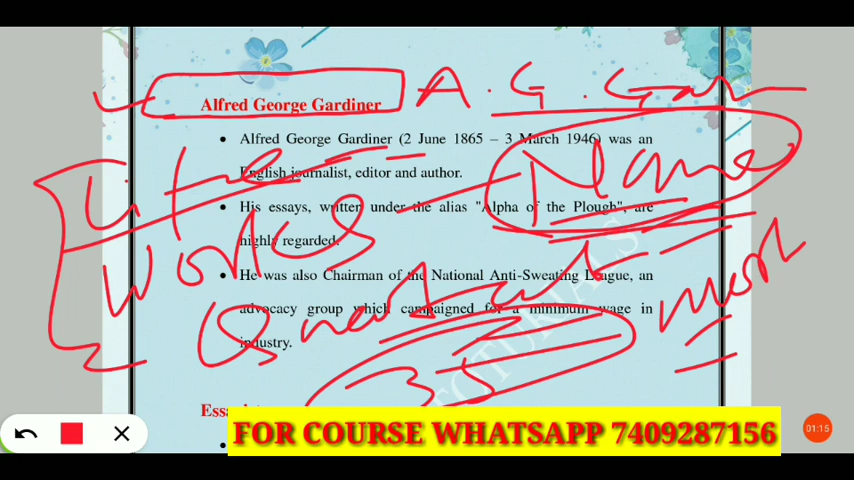 A. G. Gar
Alfred George Gardiner
• Alfred George Gardiner (2 June 1865 – 3 March 1946) was an
English journalist, editor and author.
Name
Life
• His essays, written under the alias "Alpha of the Plough", are
highly regarded.
Works
• He was also Chairman of the National Anti-Sweating League, an
advocacy group which campaigned for a minimum wage in
industry.
35
TUTORIALS
FOR COURSE WHATSAPP 7409287156
01:15